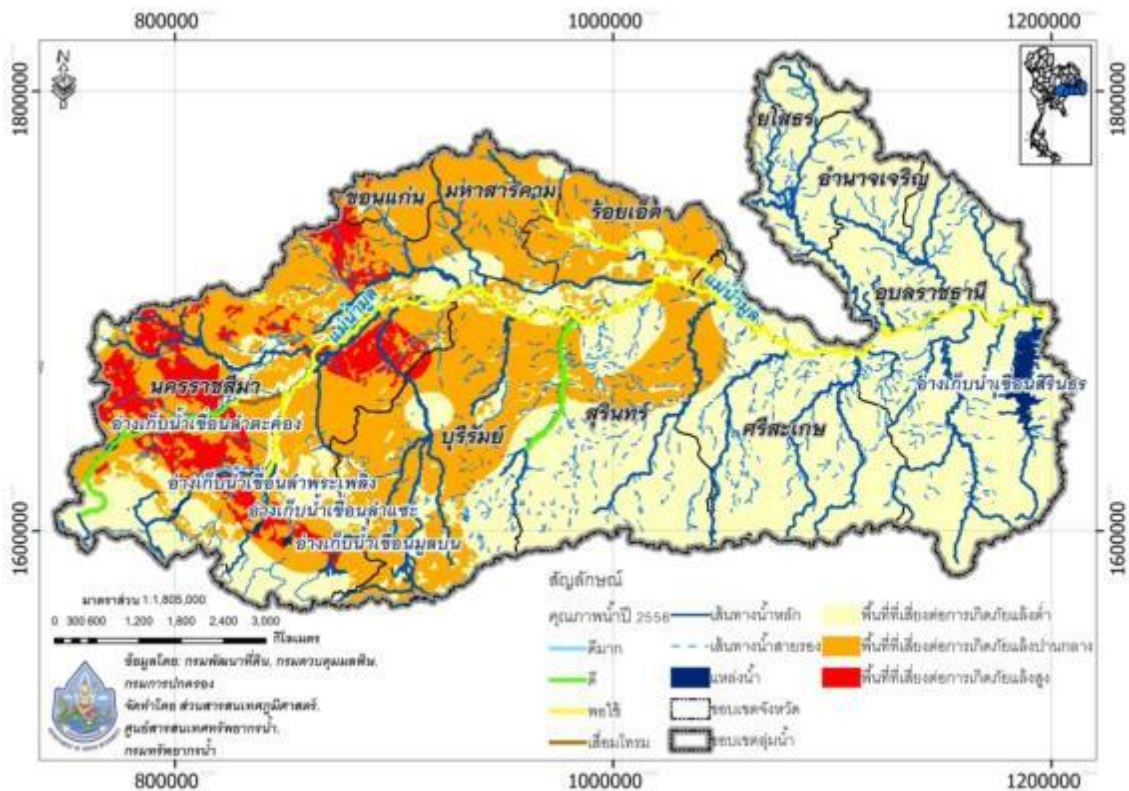 800000 1000000 1200000
1800000 1800000
N
ยโสธร
อำนาจเจริญ
ขอนแก่น
มหาสารคาม
ร้อยเอ็ด
แม่น้ำมูล
แม่น้ำมูล
อุบลราชธานี
นครราชสีมา
อ่างเก็บน้ำเขื่อนสิรินธร
อ่างเก็บน้ำเขื่อนลำตะคอง
บุรีรัมย์
สุรินทร์
ศรีสะเกษ
อ่างเก็บน้ำเขื่อนลำพระเพลิง
อ่างเก็บน้ำเขื่อนลำแชะ
อ่างเก็บน้ำเขื่อนมูลบน
1600000 1600000
มาตราส่วน 1:1,805,000
0 300 600 1,200 1,800 2,400 3,000
กิโลเมตร
ข้อมูลโดย กรมพัฒนาที่ดิน, กรมควบคุมมลพิษ,
กรมการปกครอง
จัดทำโดย ส่วนสารสนเทศภูมิศาสตร์,
ศูนย์สารสนเทศทรัพยากรน้ำ,
กรมทรัพยากรน้ำ
สัญลักษณ์
คุณภาพน้ำปี 2556
ดีมาก
ดี
พอใช้
เสื่อมโทรม
เส้นทางน้ำหลัก
เส้นทางน้ำสายรอง
แหล่งน้ำ
ขอบเขตจังหวัด
ขอบเขตลุ่มน้ำ
พื้นที่ที่เสี่ยงต่อการเกิดภัยแล้งต่ำ
พื้นที่ที่เสี่ยงต่อการเกิดภัยแล้งปานกลาง
พื้นที่ที่เสี่ยงต่อการเกิดภัยแล้งสูง
800000 1000000 1200000